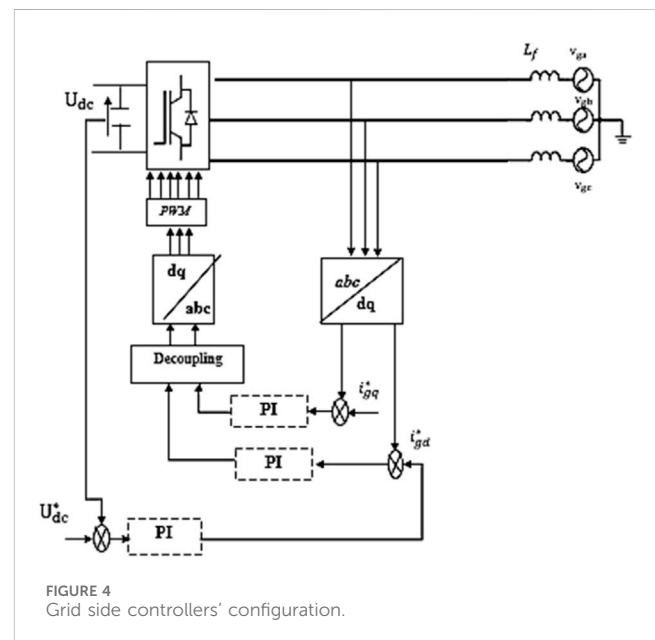 L_f
v_ga
U_dc
v_gb
v_gc
PWM
dq
abc
abc
dq
Decoupling
PI
i*_gq
PI
i*_gd
U*_dc
PI
FIGURE 4
Grid side controllers’ configuration.